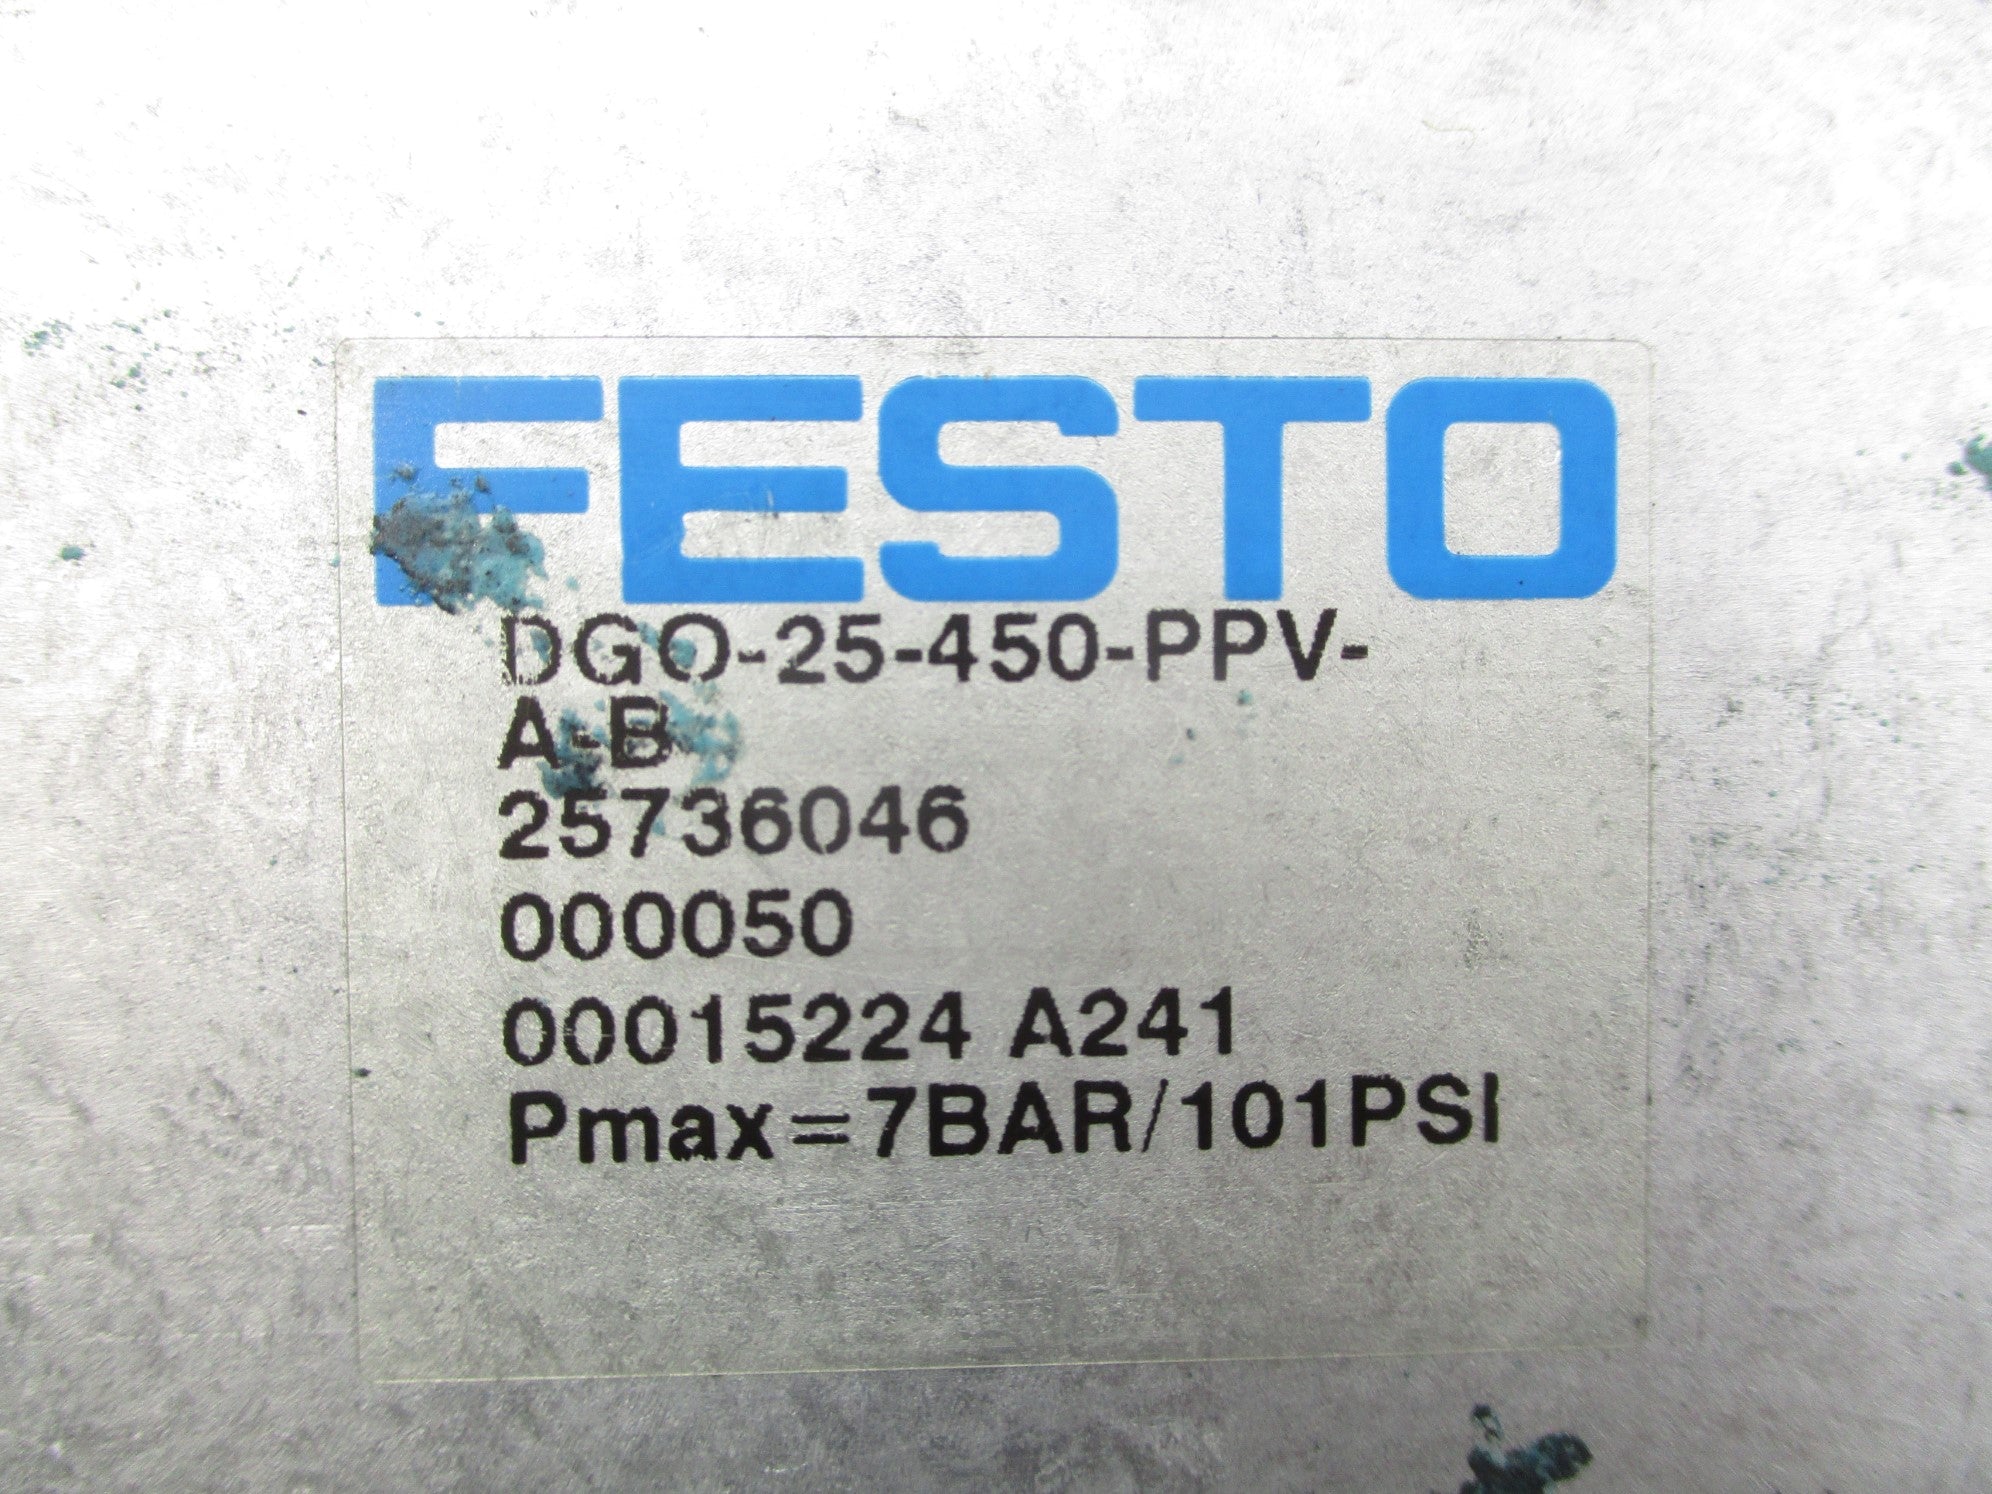 FESTO
DGO-25-450-PPV-
A-B
25736046
000050
00015224 A241
Pmax=7BAR/101PSI